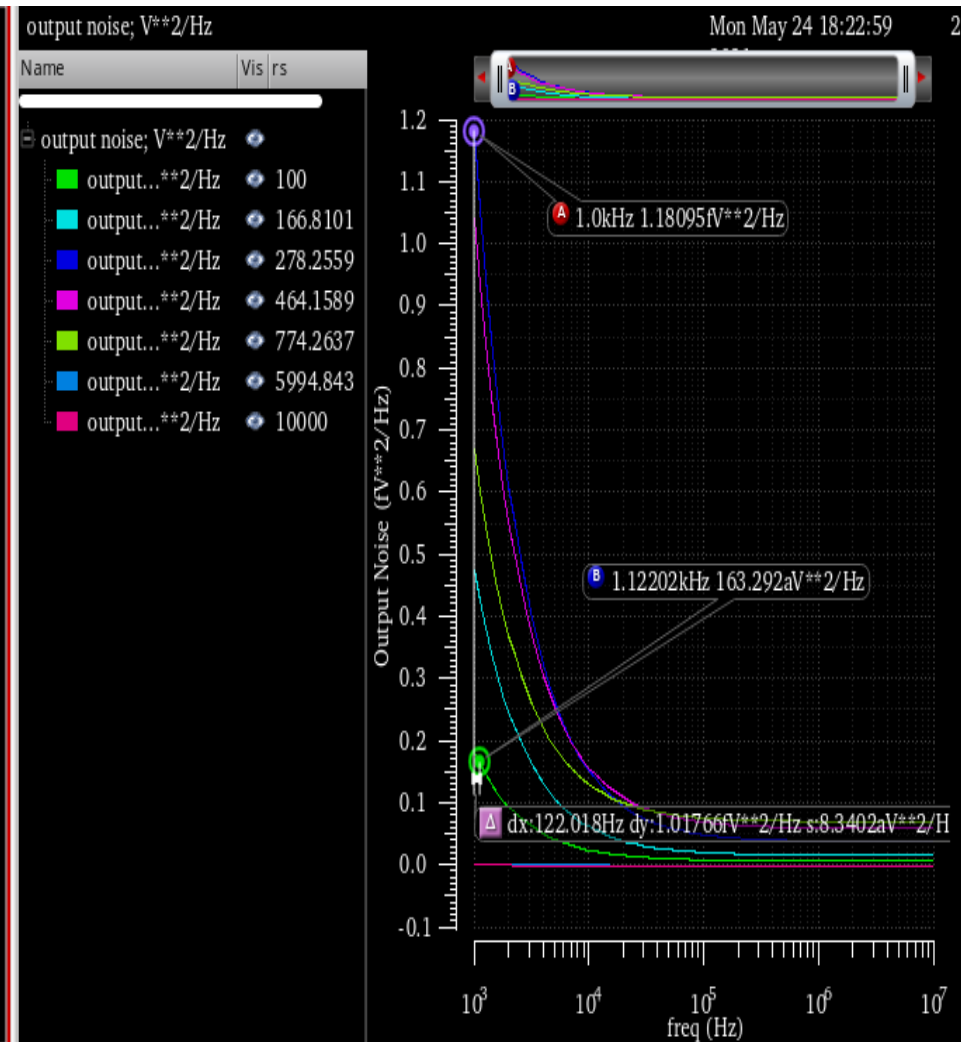 output noise; V**2/Hz
Mon May 24 18:22:59 2
Name Vis rs
output noise; V**2/Hz
output...**2/Hz 100
output...**2/Hz 166.8101
output...**2/Hz 278.2559
output...**2/Hz 464.1589
output...**2/Hz 774.2637
output...**2/Hz 5994.843
output...**2/Hz 10000
A
B
Output Noise (fV**2/Hz)
1.2
1.1
1.0
0.9
0.8
0.7
0.6
0.5
0.4
0.3
0.2
0.1
0.0
-0.1
A 1.0kHz 1.18095fV**2/Hz
B 1.12202kHz 163.292aV**2/Hz
Δ dx:122.018Hz dy:1.01766fV**2/Hz s:8.3402aV**2/H
10³ 10⁴ 10⁵ 10⁶ 10⁷
freq (Hz)